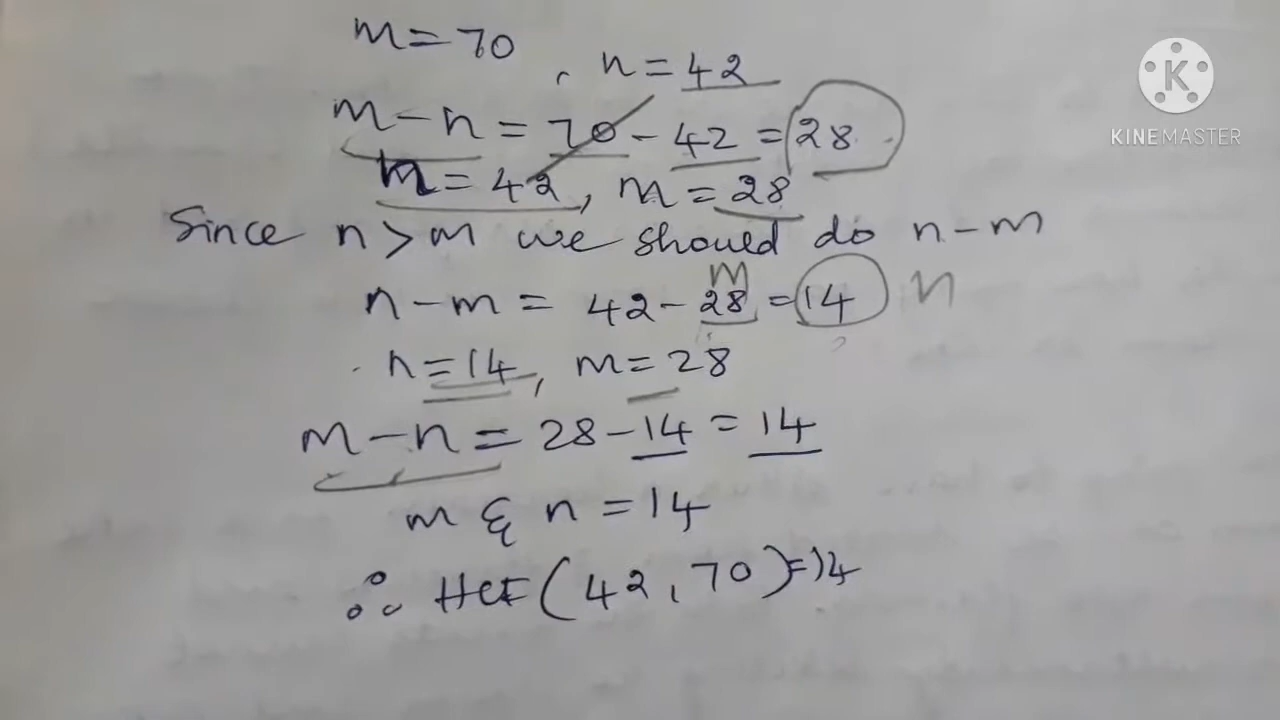 m=70
, n=42
m-n=70-42=28
m=42, m=28
Since n>m we should do n-m
m
n-m=42-28=14 n
n=14, m=28
m-n=28-14=14
m & n=14
∴ HCF(42,70)=14
K
KINEMASTER